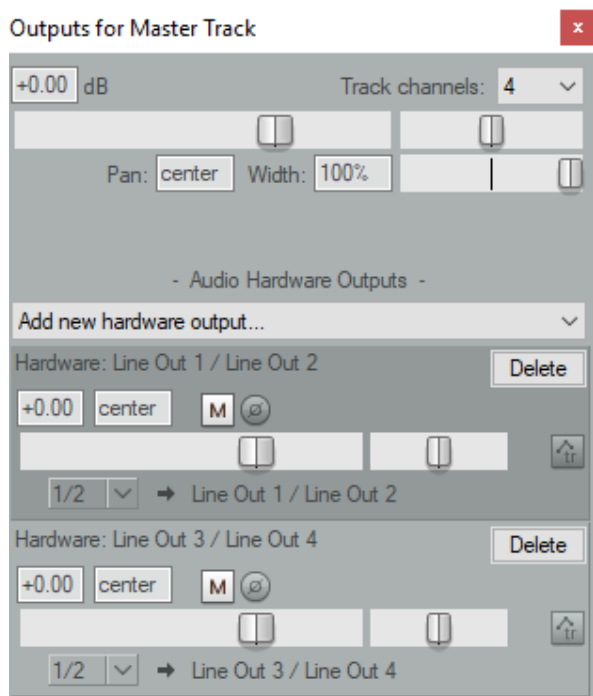 Outputs for Master Track x
+0.00 dB Track channels: 4
Pan: center Width: 100%
- Audio Hardware Outputs -
Add new hardware output...
Hardware: Line Out 1 / Line Out 2 Delete
+0.00 center M ø
tr
1/2 → Line Out 1 / Line Out 2
Hardware: Line Out 3 / Line Out 4 Delete
+0.00 center M ø
tr
1/2 → Line Out 3 / Line Out 4